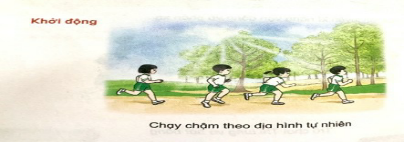 Khởi động
Chạy chậm theo địa hình tự nhiên